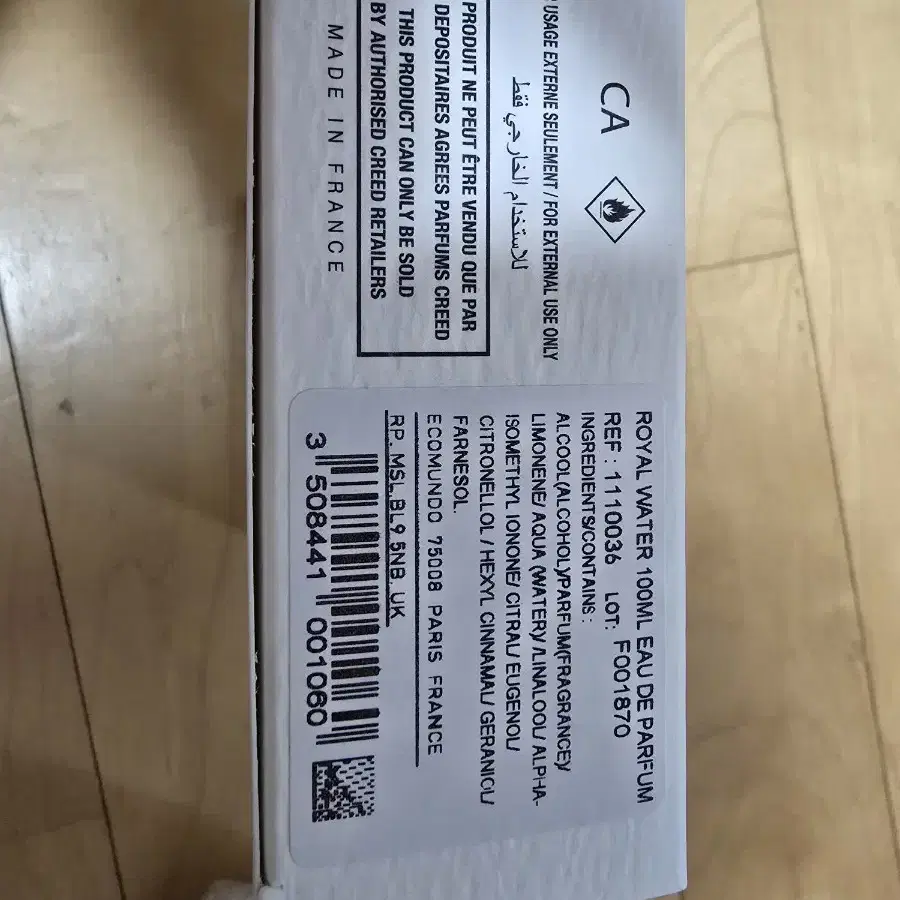 CA
USAGE EXTERNE SEULEMENT / FOR EXTERNAL USE ONLY
للاستخدام الخارجي فقط
PRODUIT NE PEUT ÊTRE VENDU QUE PAR
DEPOSITAIRES AGREES PARFUMS CREED
THIS PRODUCT CAN ONLY BE SOLD
BY AUTHORISED CREED RETAILERS
MADE IN FRANCE
ROYAL WATER 100ML EAU DE PARFUM
REF : 1110036 LOT: F001870
INGREDIENTS/CONTAINS :
ALCOOL(ALCOHOL)/PARFUM(FRAGRANCE)/
LIMONENE/ AQUA (WATER)/LINALOOL/ ALPHA-
ISOMETHYL IONONE/ CITRAL/ EUGENOL/
CITRONELLOL / HEXYL CINNAMAL/ GERANIOL/
FARNESOL.
ECOMUNDO 75008 PARIS FRANCE
RP. MSL.BL9 5NB. UK
3 508441 001060